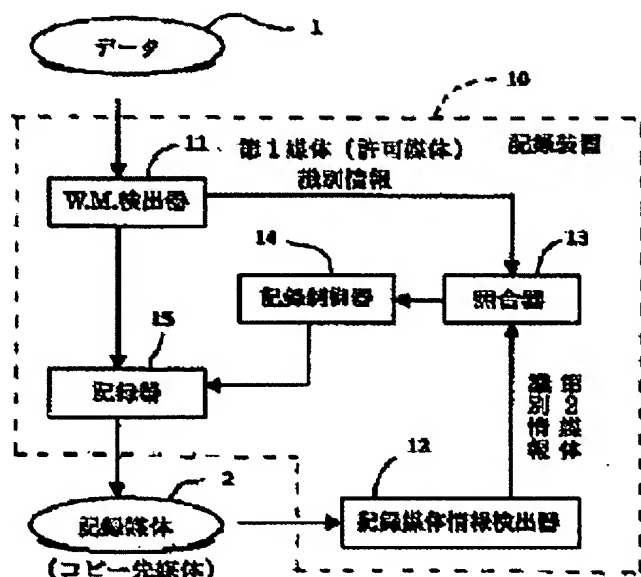 1
データ
10
11
第1媒体（許可媒体）
識別情報
記録装置
W.M.検出器
14
13
記録制御器
照合器
15
記録器
第2媒体
識別情報
12
2
記録媒体
記録媒体情報検出器
(コピー先媒体)